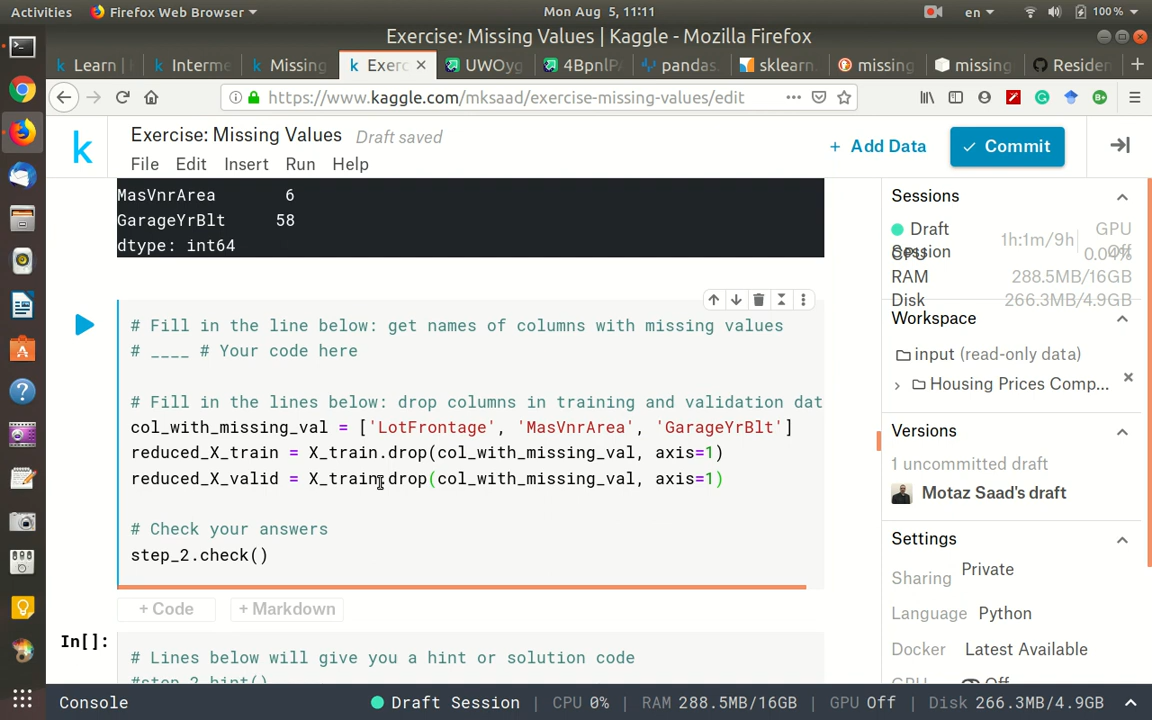 Activities Firefox Web Browser Mon Aug 5, 11:11 en 100%
Exercise: Missing Values | Kaggle - Mozilla Firefox
Learn | Interme Missing Exerc UWOyg 4BpnlP pandas. sklearn. missing missing Residen
https://www.kaggle.com/mksaad/exercise-missing-values/edit
Exercise: Missing Values Draft saved
File Edit Insert Run Help
+ Add Data
Commit
MasVnrArea 6
GarageYrBlt 58
dtype: int64
# Fill in the line below: get names of columns with missing values
# ____ # Your code here
# Fill in the lines below: drop columns in training and validation dat
col_with_missing_val = ['LotFrontage', 'MasVnrArea', 'GarageYrBlt']
reduced_X_train = X_train.drop(col_with_missing_val, axis=1)
reduced_X_valid = X_train.drop(col_with_missing_val, axis=1)
# Check your answers
step_2.check()
+ Code + Markdown
In[]:
# Lines below will give you a hint or solution code
#step_2.hint()
Sessions
Draft Session 1h:1m/9h GPU Off
CPU 0.04%
RAM 288.5MB/16GB
Disk 266.3MB/4.9GB
Workspace
input (read-only data)
Housing Prices Comp...
Versions
1 uncommitted draft
Motaz Saad's draft
Settings
Sharing Private
Language Python
Docker Latest Available
GPU Off
Console Draft Session CPU 0% RAM 288.5MB/16GB GPU Off Disk 266.3MB/4.9GB